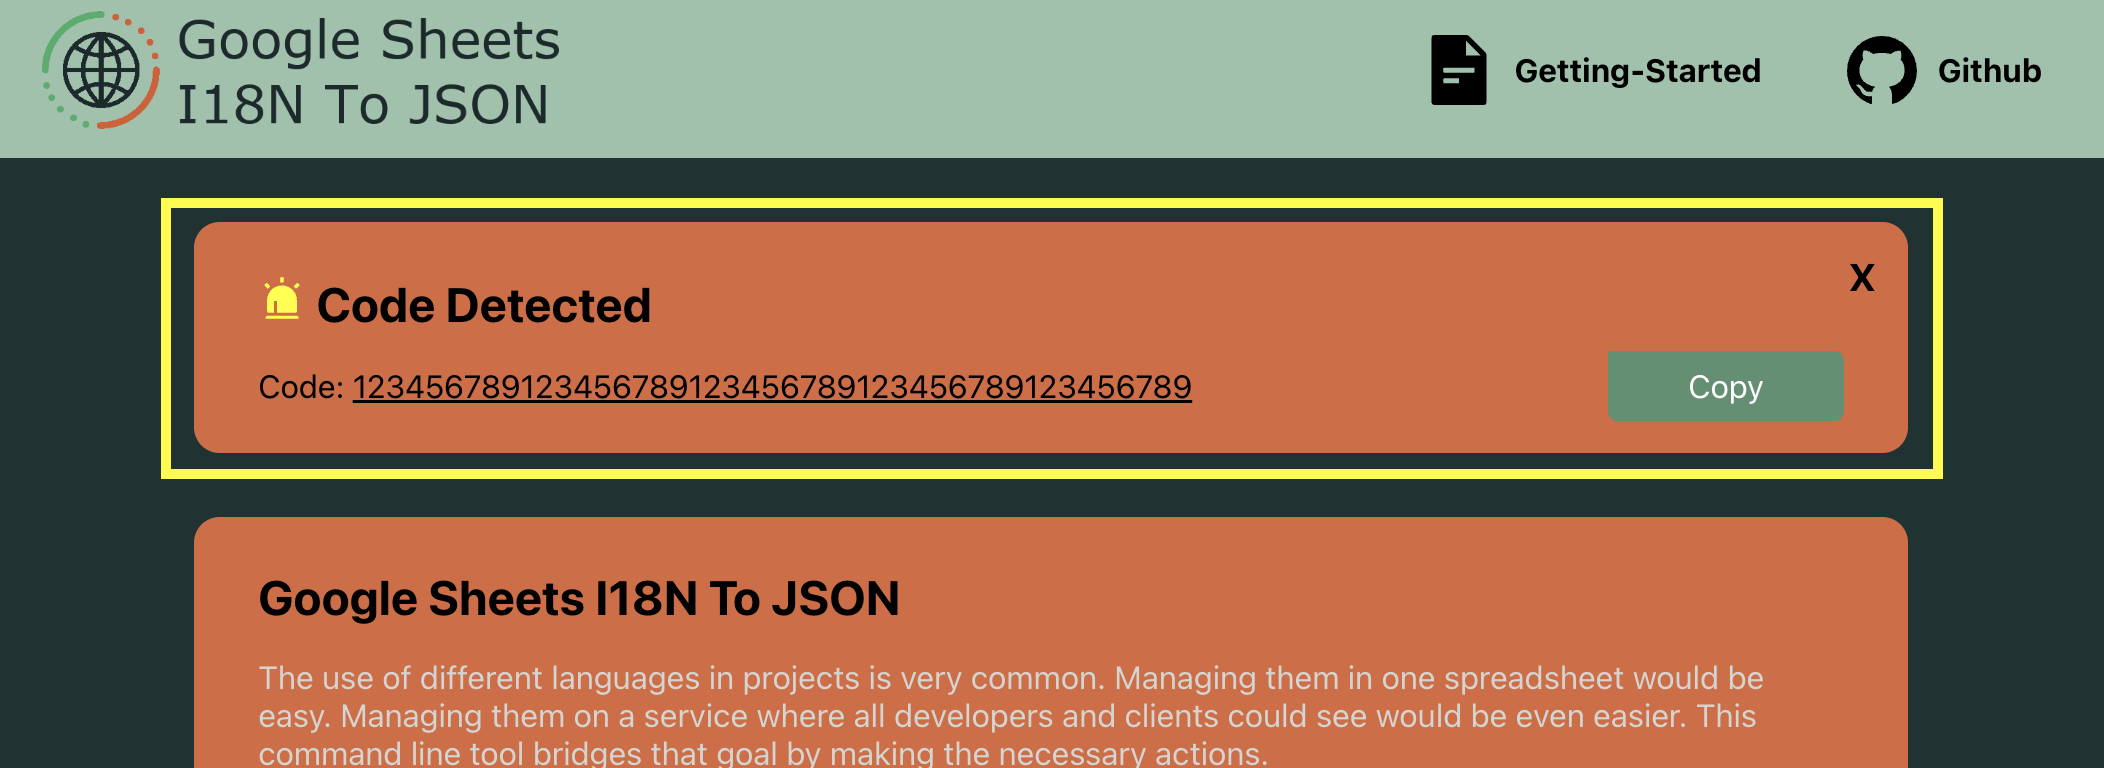 Google Sheets
I18N To JSON
Getting-Started
Github
Code Detected
X
Code: 123456789123456789123456789123456789123456789
Copy
Google Sheets I18N To JSON
The use of different languages in projects is very common. Managing them in one spreadsheet would be
easy. Managing them on a service where all developers and clients could see would be even easier. This
command line tool bridges that goal by making the necessary actions.